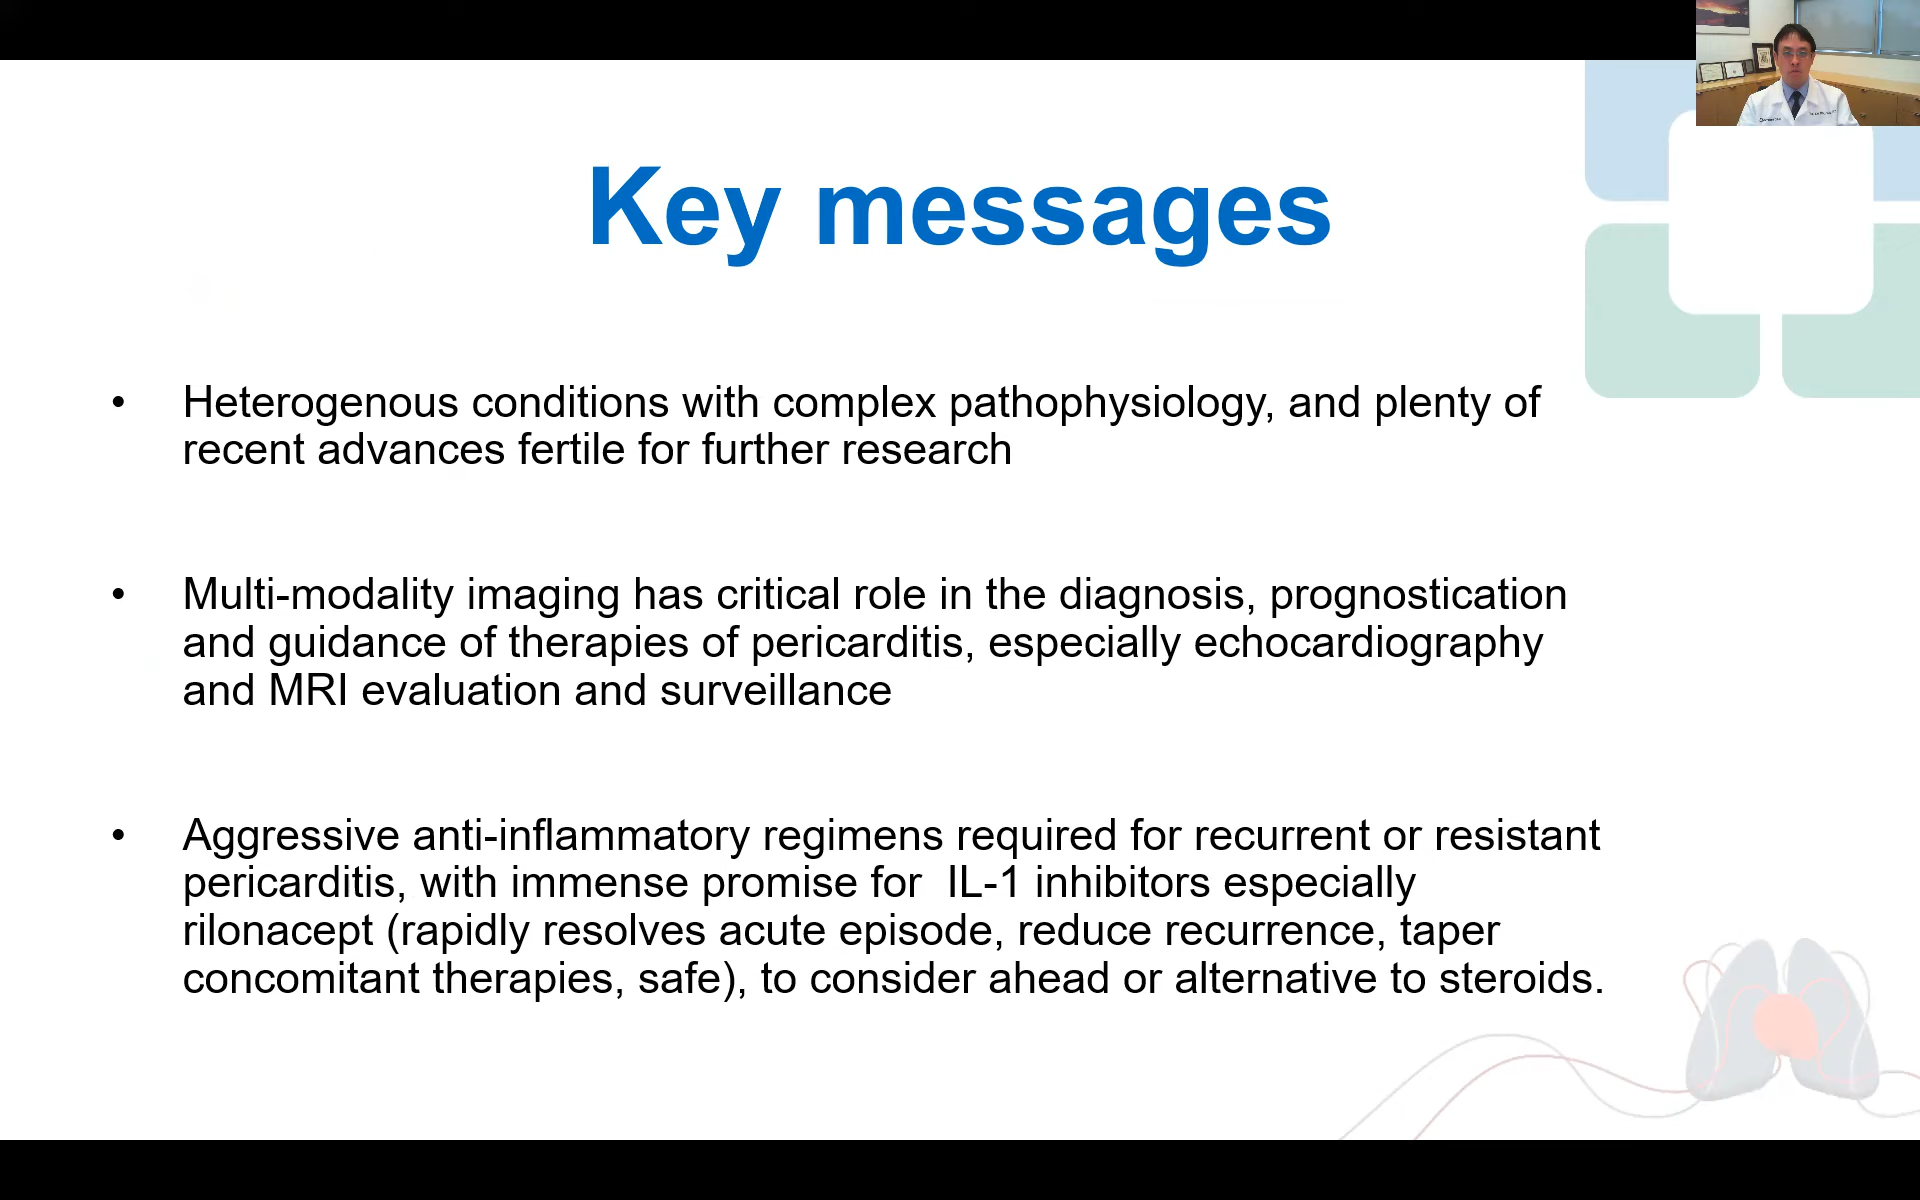 Key messages
• Heterogenous conditions with complex pathophysiology, and plenty of
recent advances fertile for further research
• Multi-modality imaging has critical role in the diagnosis, prognostication
and guidance of therapies of pericarditis, especially echocardiography
and MRI evaluation and surveillance
• Aggressive anti-inflammatory regimens required for recurrent or resistant
pericarditis, with immense promise for  IL-1 inhibitors especially
rilonacept (rapidly resolves acute episode, reduce recurrence, taper
concomitant therapies, safe), to consider ahead or alternative to steroids.